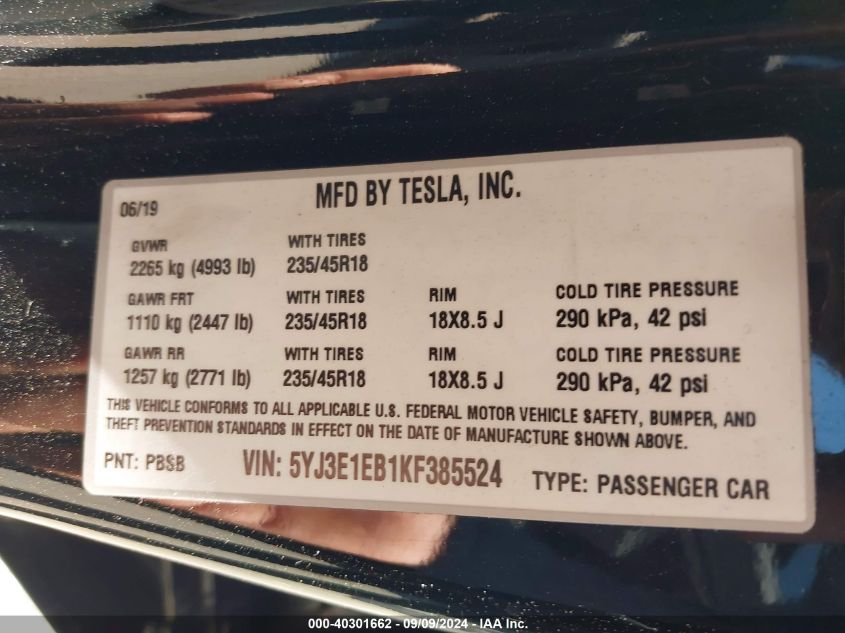 MFD BY TESLA, INC.
06/19
GVWR WITH TIRES
2265 kg (4993 lb) 235/45R18
GAWR FRT WITH TIRES RIM COLD TIRE PRESSURE
1110 kg (2447 lb) 235/45R18 18X8.5 J 290 kPa, 42 psi
GAWR RR WITH TIRES RIM COLD TIRE PRESSURE
1257 kg (2771 lb) 235/45R18 18X8.5 J 290 kPa, 42 psi
THIS VEHICLE CONFORMS TO ALL APPLICABLE U.S. FEDERAL MOTOR VEHICLE SAFETY, BUMPER, AND
THEFT PREVENTION STANDARDS IN EFFECT ON THE DATE OF MANUFACTURE SHOWN ABOVE.
PNT: PBSB VIN: 5YJ3E1EB1KF385524 TYPE: PASSENGER CAR
000-40301662 - 09/09/2024 - IAA Inc.